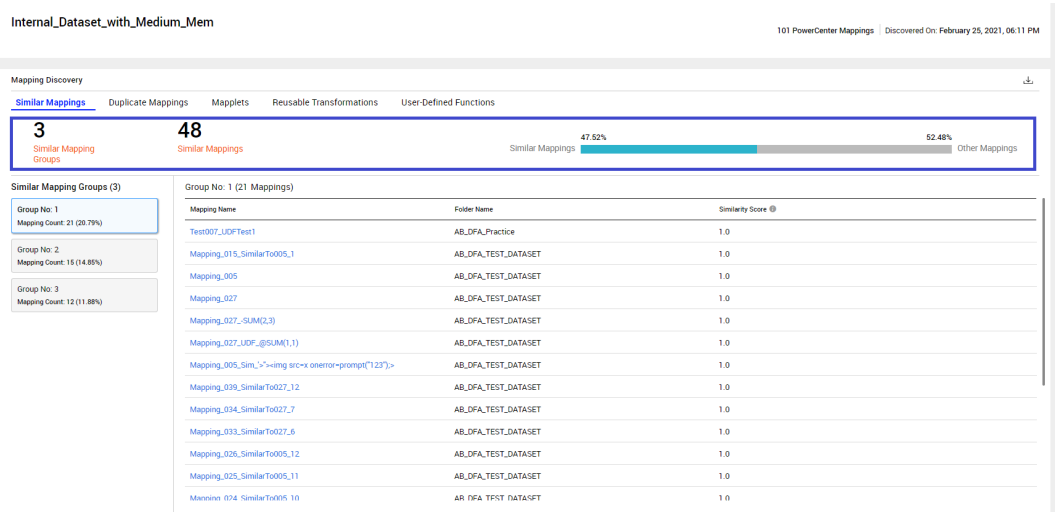 Internal_Dataset_with_Medium_Mem
101 PowerCenter Mappings Discovered On: February 25, 2021, 06:11 PM
Mapping Discovery
Similar Mappings Duplicate Mappings Mapplets Reusable Transformations User-Defined Functions
3
Similar Mapping
Groups
48
Similar Mappings
47.52% 52.48%
Similar Mappings Other Mappings
Similar Mapping Groups (3)
Group No: 1
Mapping Count: 21 (20.79%)
Group No: 2
Mapping Count: 15 (14.85%)
Group No: 3
Mapping Count: 12 (11.88%)
Group No: 1 (21 Mappings)
Mapping Name Folder Name Similarity Score
Test007_UDFTest1 AB_DFA_Practice 1.0
Mapping_015_SimilarTo005_1 AB_DFA_TEST_DATASET 1.0
Mapping_005 AB_DFA_TEST_DATASET 1.0
Mapping_027 AB_DFA_TEST_DATASET 1.0
Mapping_027_-SUM(2,3) AB_DFA_TEST_DATASET 1.0
Mapping_027_UDF_@SUM(1,1) AB_DFA_TEST_DATASET 1.0
Mapping_005_Sim_'>"><img src=x onerror=prompt("123");> AB_DFA_TEST_DATASET 1.0
Mapping_039_SimilarTo027_12 AB_DFA_TEST_DATASET 1.0
Mapping_034_SimilarTo027_7 AB_DFA_TEST_DATASET 1.0
Mapping_033_SimilarTo027_6 AB_DFA_TEST_DATASET 1.0
Mapping_026_SimilarTo005_12 AB_DFA_TEST_DATASET 1.0
Mapping_025_SimilarTo005_11 AB_DFA_TEST_DATASET 1.0
Mapping_024_SimilarTo005_10 AB_DFA_TEST_DATASET 1.0